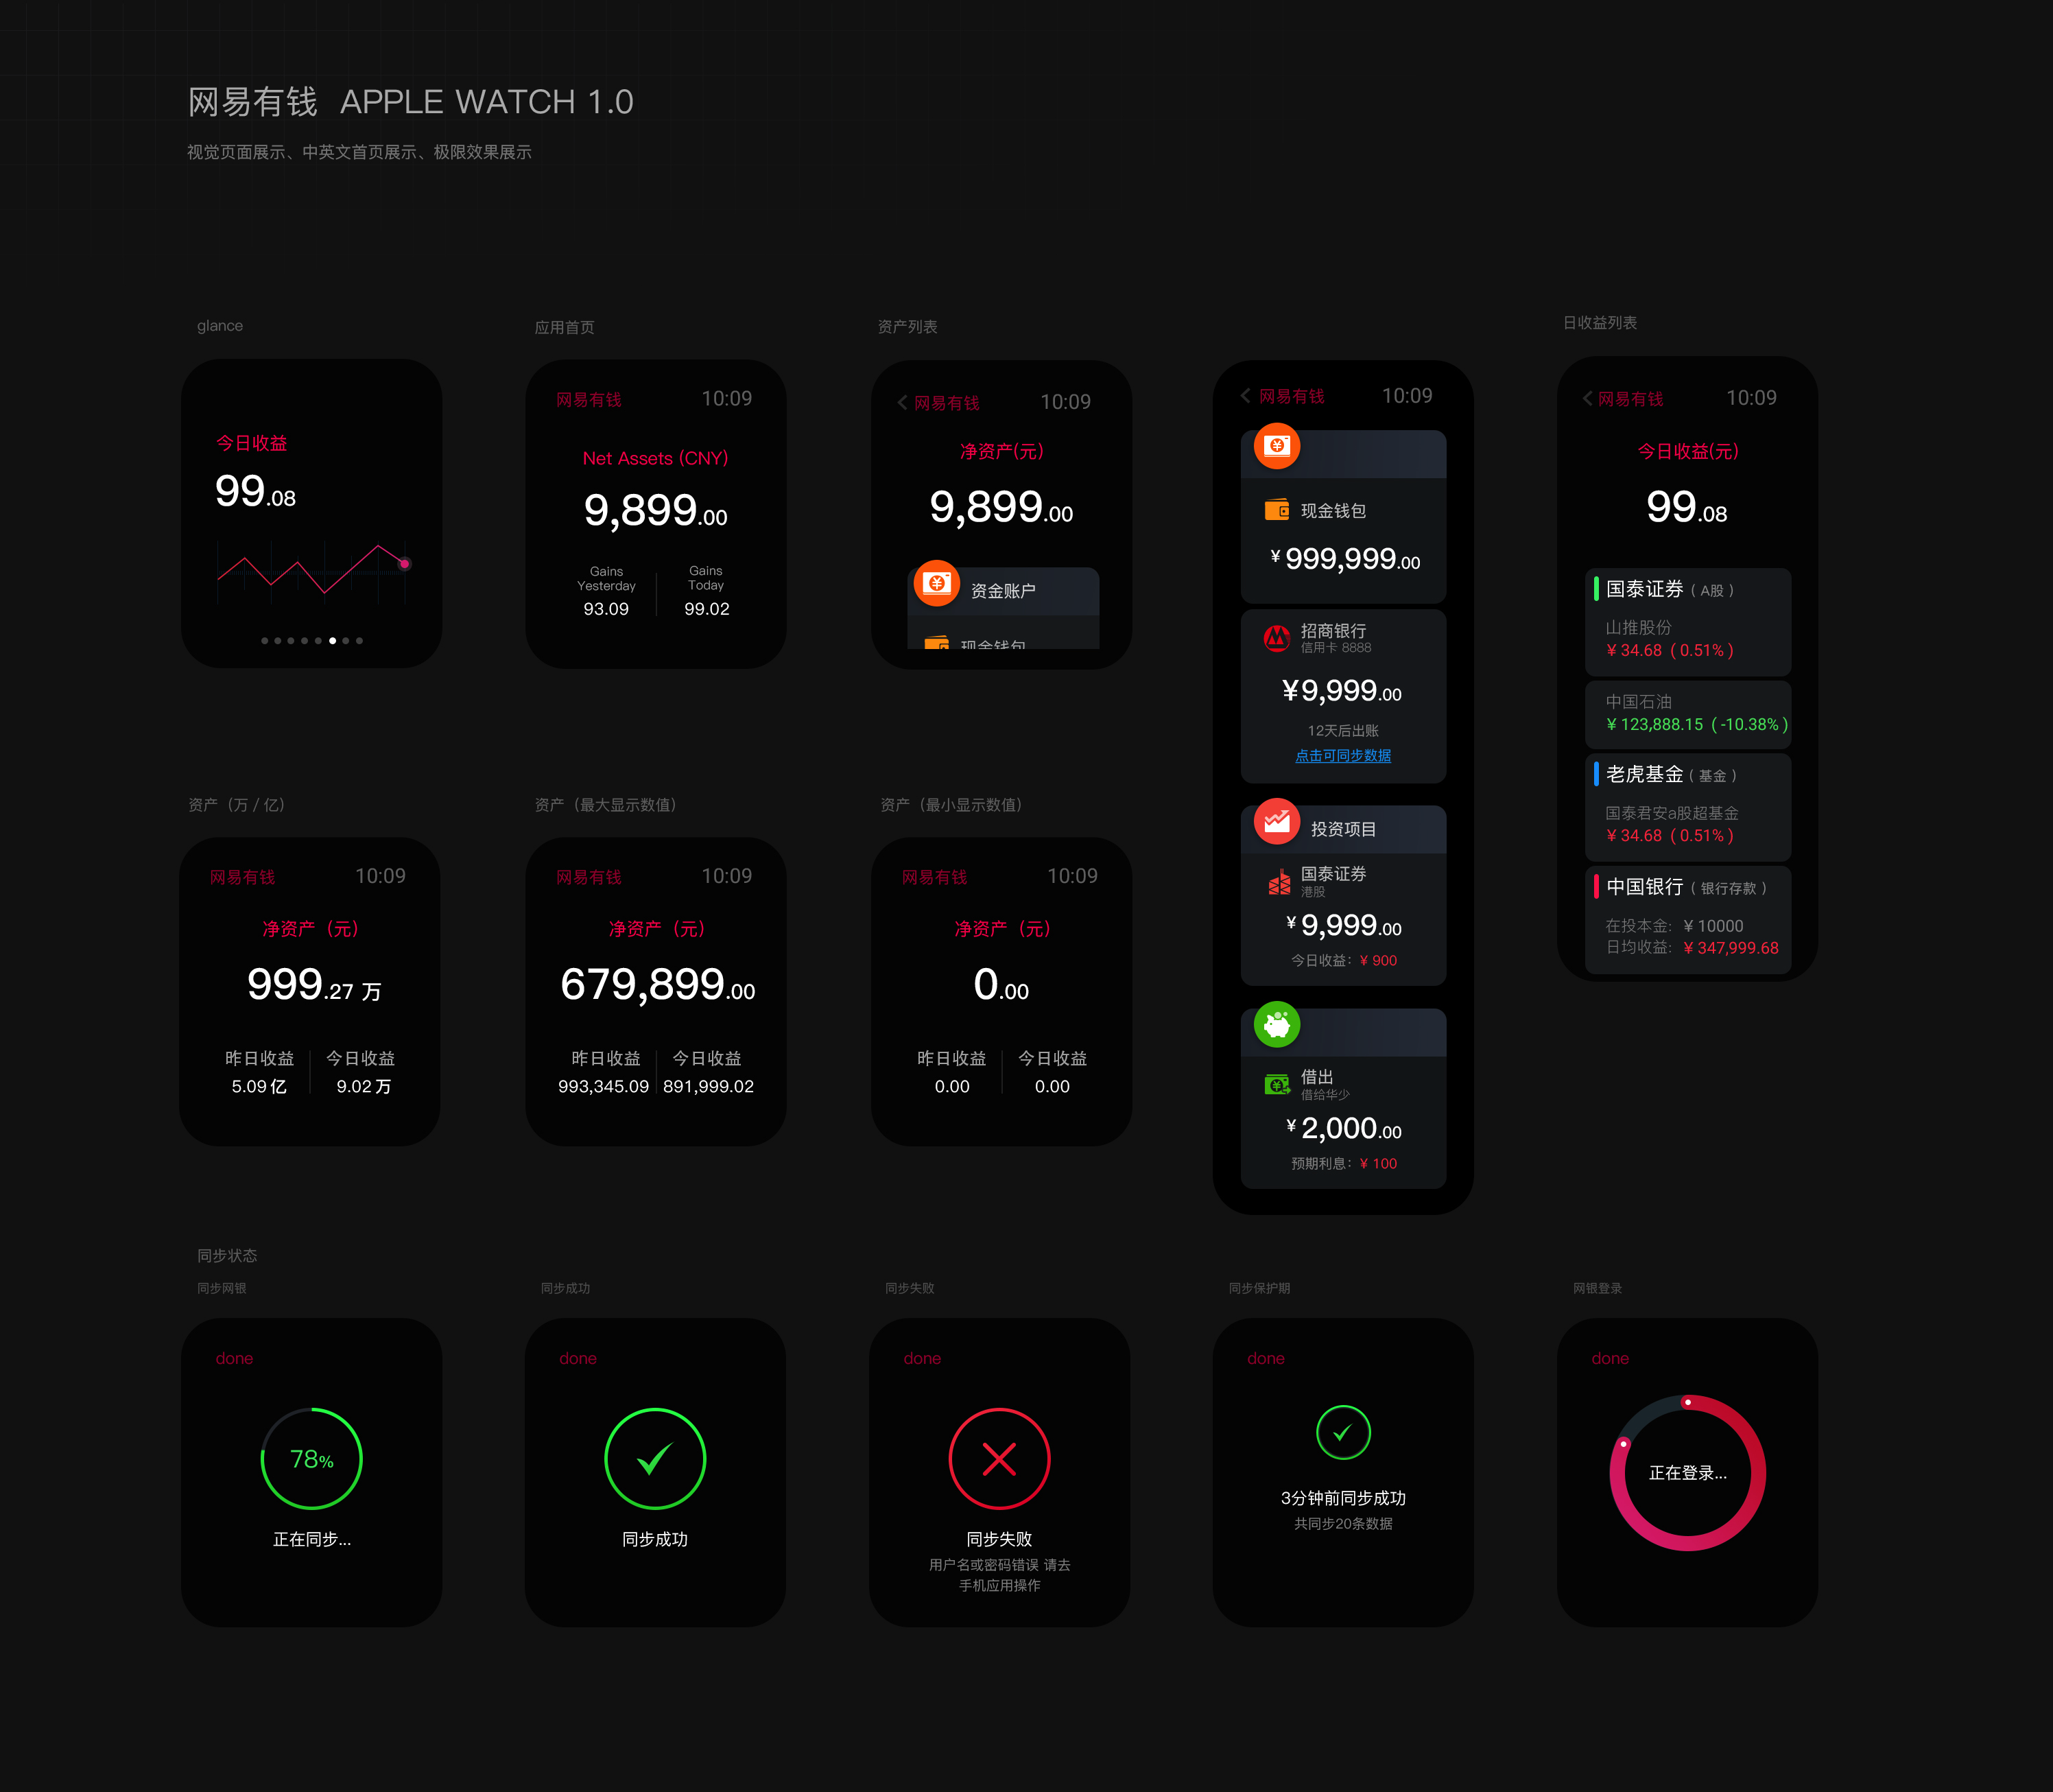 网易有钱 APPLE WATCH 1.0
视觉页面展示、中英文首页展示、极限效果展示
glance
今日收益
99.08
应用首页
网易有钱 10:09
Net Assets (CNY)
9,899.00
Gains Yesterday
93.09
Gains Today
99.02
资产列表
网易有钱 10:09
净资产(元)
9,899.00
资金账户
现金钱包
网易有钱 10:09
现金钱包
¥ 999,999.00
招商银行
信用卡 8888
¥9,999.00
12天后出账
点击可同步数据
投资项目
国泰证券
港股
¥ 9,999.00
今日收益: ¥ 900
借出
借给华少
¥ 2,000.00
预期利息: ¥ 100
日收益列表
网易有钱 10:09
今日收益(元)
99.08
国泰证券 ( A股 )
山推股份
¥ 34.68 ( 0.51% )
中国石油
¥ 123,888.15 ( -10.38% )
老虎基金 ( 基金 )
国泰君安a股超基金
¥ 34.68 ( 0.51% )
中国银行 ( 银行存款 )
在投本金: ¥ 10000
日均收益: ¥ 347,999.68
资产（万 / 亿）
网易有钱 10:09
净资产（元）
999.27 万
昨日收益 今日收益
5.09 亿 9.02 万
资产（最大显示数值）
网易有钱 10:09
净资产（元）
679,899.00
昨日收益 今日收益
993,345.09 891,999.02
资产（最小显示数值）
网易有钱 10:09
净资产（元）
0.00
昨日收益 今日收益
0.00 0.00
同步状态
同步网银
done
78%
正在同步...
同步成功
done
同步成功
同步失败
done
同步失败
用户名或密码错误 请去
手机应用操作
同步保护期
done
3分钟前同步成功
共同步20条数据
网银登录
done
正在登录...